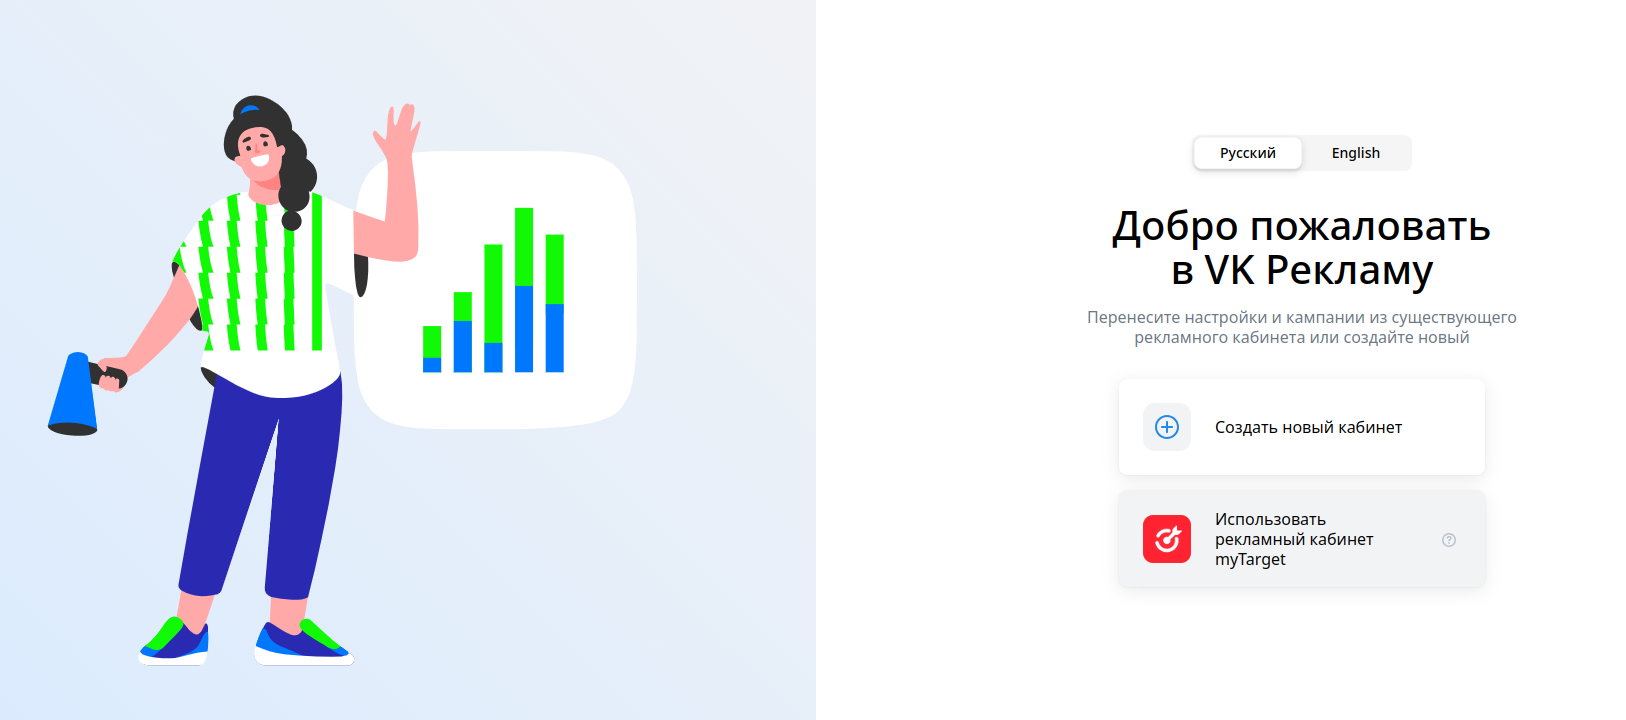 Русский
English
Добро пожаловать
в VK Рекламу
Перенесите настройки и кампании из существующего
рекламного кабинета или создайте новый
Создать новый кабинет
Использовать
рекламный кабинет
myTarget